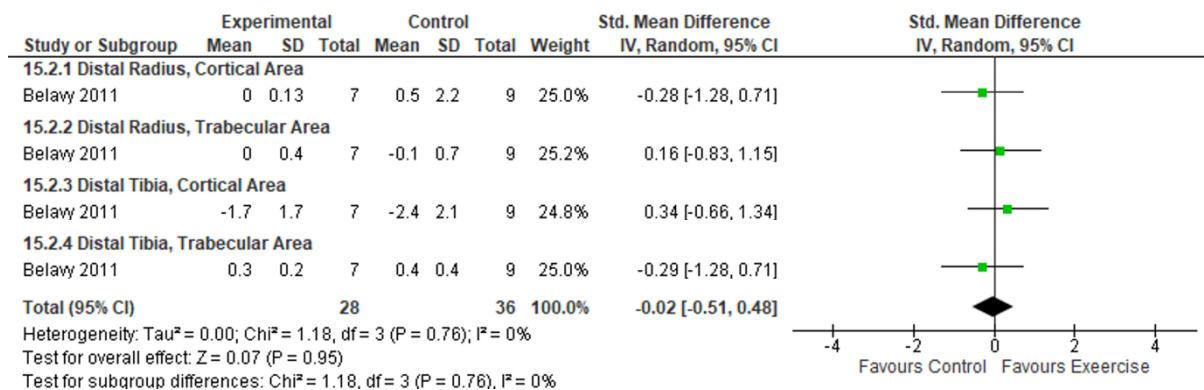 Experimental Control Std. Mean Difference Std. Mean Difference
Study or Subgroup Mean SD Total Mean SD Total Weight IV, Random, 95% CI IV, Random, 95% CI
15.2.1 Distal Radius, Cortical Area
Belavy 2011 0 0.13 7 0.5 2.2 9 25.0% -0.28 [-1.28, 0.71]
15.2.2 Distal Radius, Trabecular Area
Belavy 2011 0 0.4 7 -0.1 0.7 9 25.2% 0.16 [-0.83, 1.15]
15.2.3 Distal Tibia, Cortical Area
Belavy 2011 -1.7 1.7 7 -2.4 2.1 9 24.8% 0.34 [-0.66, 1.34]
15.2.4 Distal Tibia, Trabecular Area
Belavy 2011 0.3 0.2 7 0.4 0.4 9 25.0% -0.29 [-1.28, 0.71]
Total (95% CI) 28 36 100.0% -0.02 [-0.51, 0.48]
Heterogeneity: Tau² = 0.00; Chi² = 1.18, df = 3 (P = 0.76); I² = 0%
Test for overall effect: Z = 0.07 (P = 0.95)
Test for subgroup differences: Chi² = 1.18, df = 3 (P = 0.76), I² = 0%
-4 -2 0 2 4
Favours Control Favours Exeercise